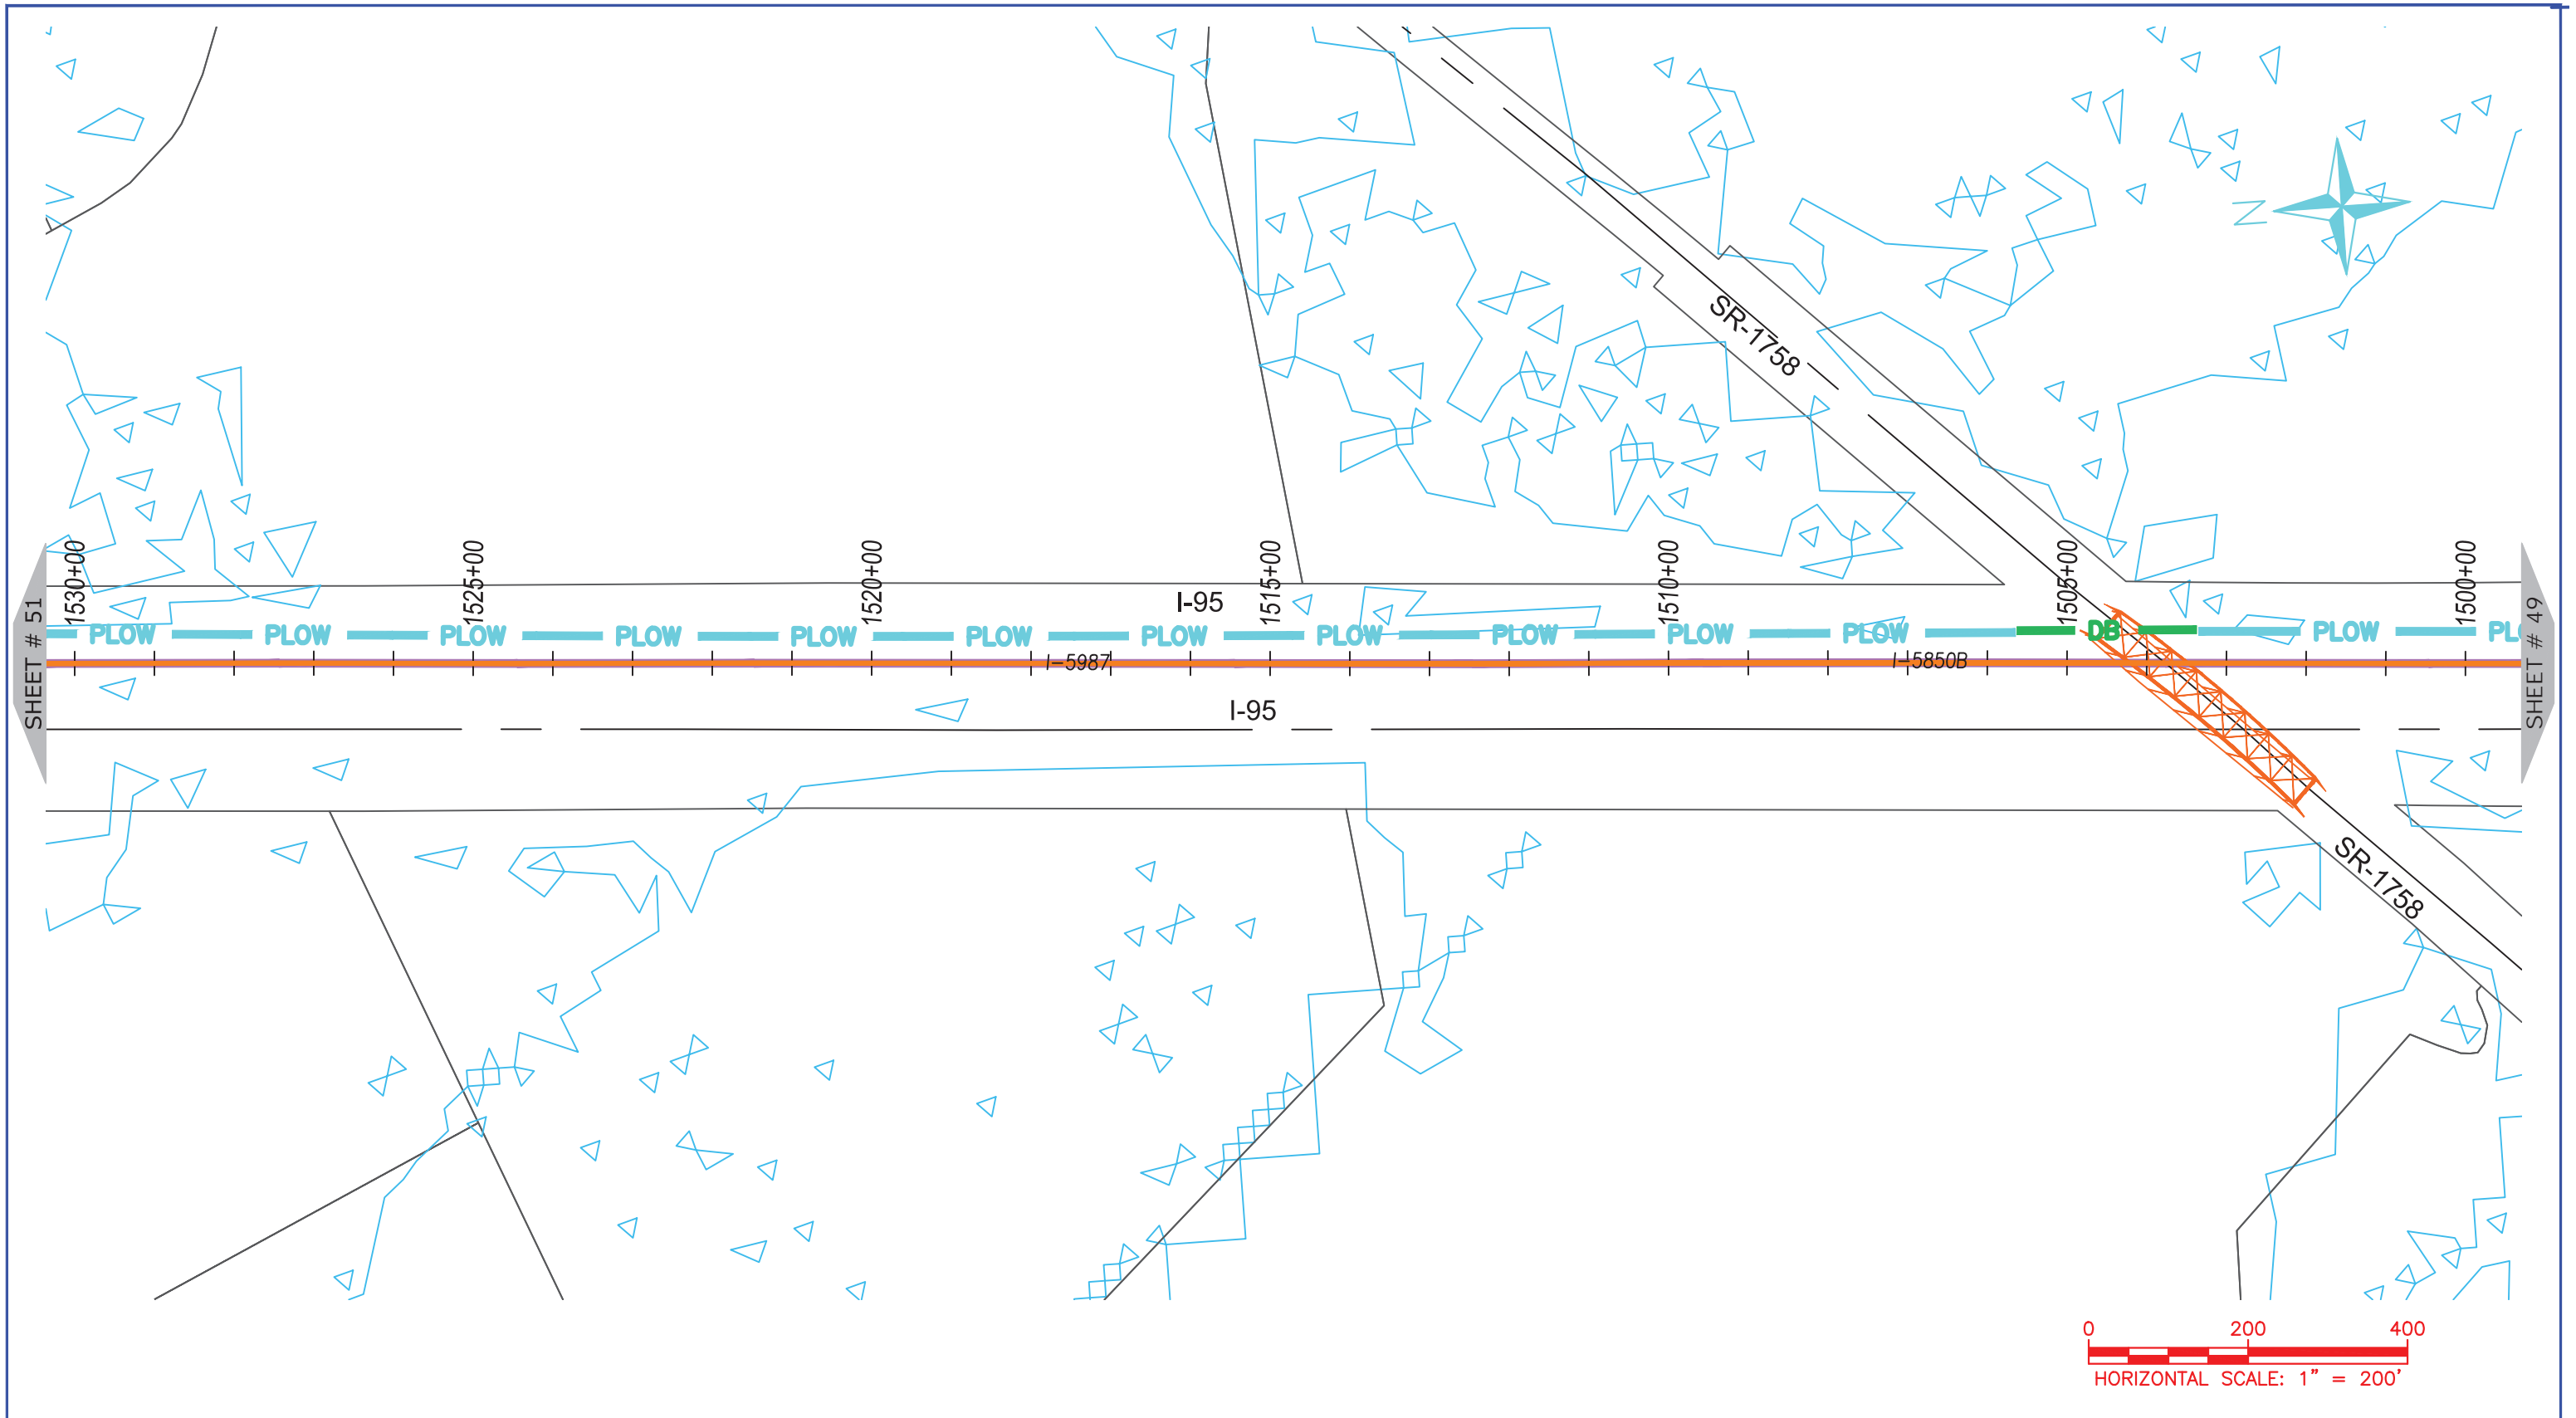 N
SR-1758
1530+00
1525+00
1520+00
1515+00
1510+00
1505+00
1500+00
I-95
SHEET # 51
PLOW PLOW PLOW PLOW PLOW PLOW PLOW PLOW PLOW PLOW PLOW DB PLOW PLO
SHEET # 49
I-5987
I-5850B
I-95
SR-1758
0 200 400
HORIZONTAL SCALE: 1" = 200'